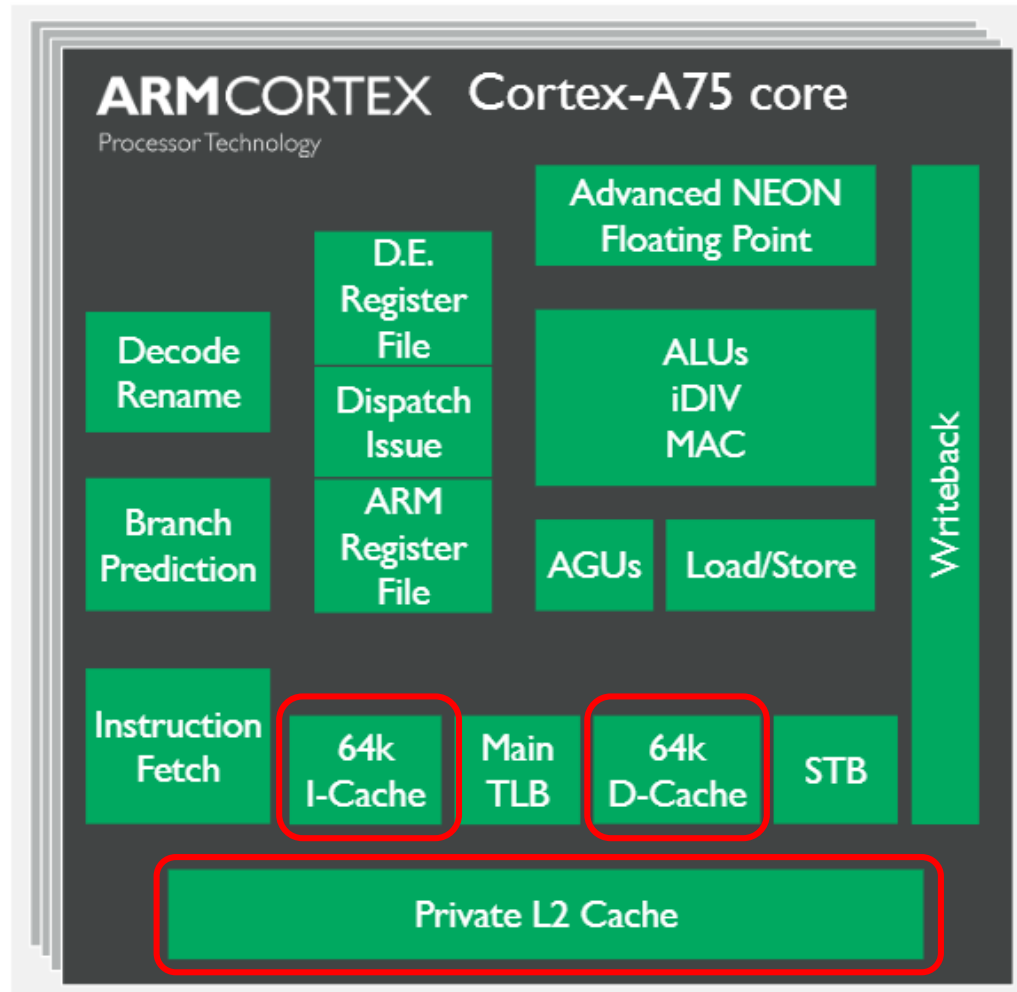 ARMCORTEX Cortex-A75 core
Processor Technology
Advanced NEON
Floating Point
D.E.
Register
File
Decode
Rename
Dispatch
Issue
ALUs
iDIV
MAC
Writeback
Branch
Prediction
ARM
Register
File
AGUs
Load/Store
Instruction
Fetch
64k
I-Cache
Main
TLB
64k
D-Cache
STB
Private L2 Cache